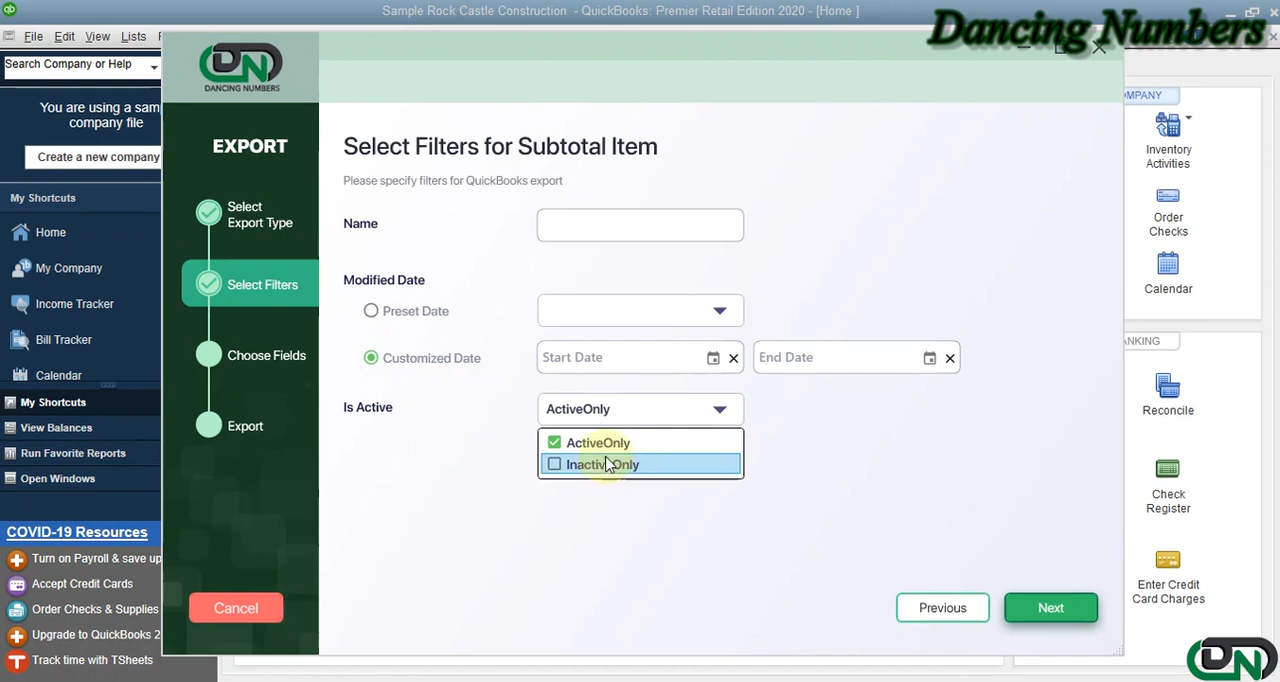 Sample Rock Castle Construction - QuickBooks: Premier Retail Edition 2020 - [Home ]
Dancing Numbers
File Edit View Lists
Search Company or Help
You are using a sam
company file
Create a new company
My Shortcuts
Home
My Company
Income Tracker
Bill Tracker
Calendar
My Shortcuts
View Balances
Run Favorite Reports
Open Windows
COVID-19 Resources
Turn on Payroll & save up
Accept Credit Cards
Order Checks & Supplies
Upgrade to QuickBooks 2
Track time with TSheets
DN
DANCING NUMBERS
EXPORT
Select
Export Type
Select Filters
Choose Fields
Export
Cancel
Select Filters for Subtotal Item
Please specify filters for QuickBooks export
Name
Modified Date
Preset Date
Customized Date
Start Date
End Date
Is Active
ActiveOnly
ActiveOnly
InactiveOnly
Previous
Next
OMPANY
Inventory
Activities
Order
Checks
Calendar
ANKING
Reconcile
Check
Register
Enter Credit
Card Charges
DN